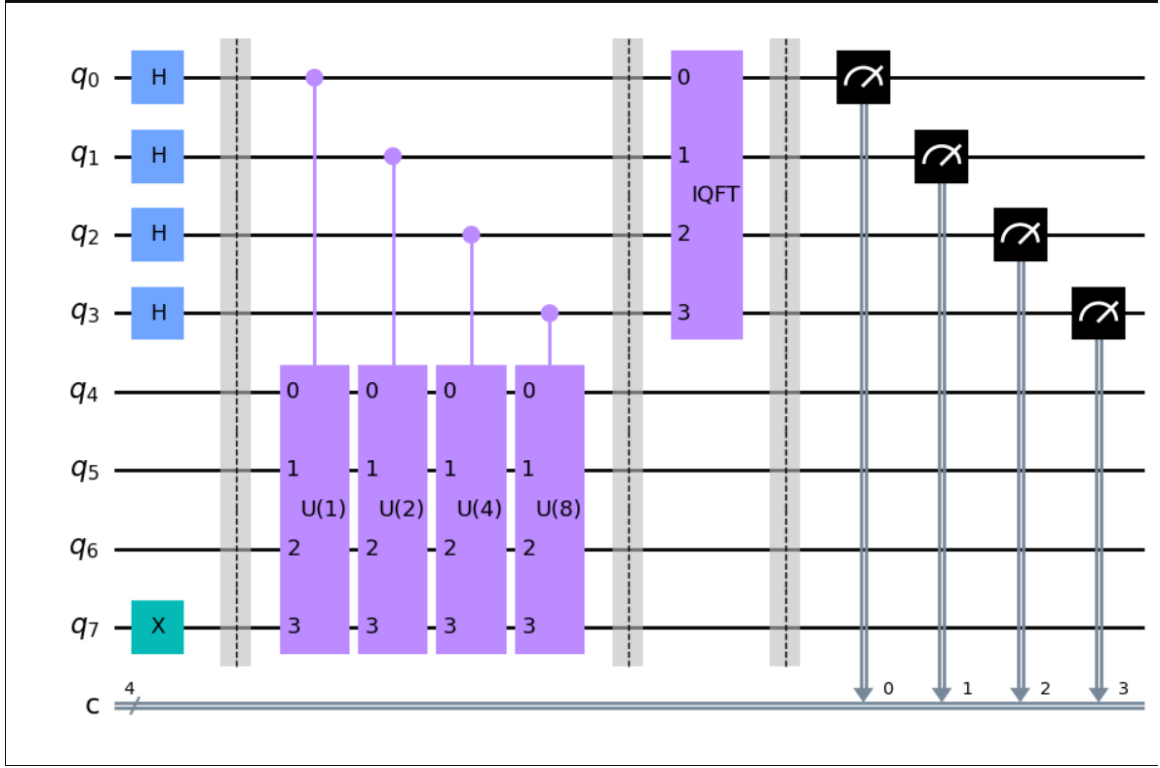 q0 H 0
q1 H 1
IQFT
q2 H 2
q3 H 3
q4 0 0 0 0
q5 1 1 1 1
U(1) U(2) U(4) U(8)
q6 2 2 2 2
q7 X 3 3 3 3
4 0 1 2 3
c